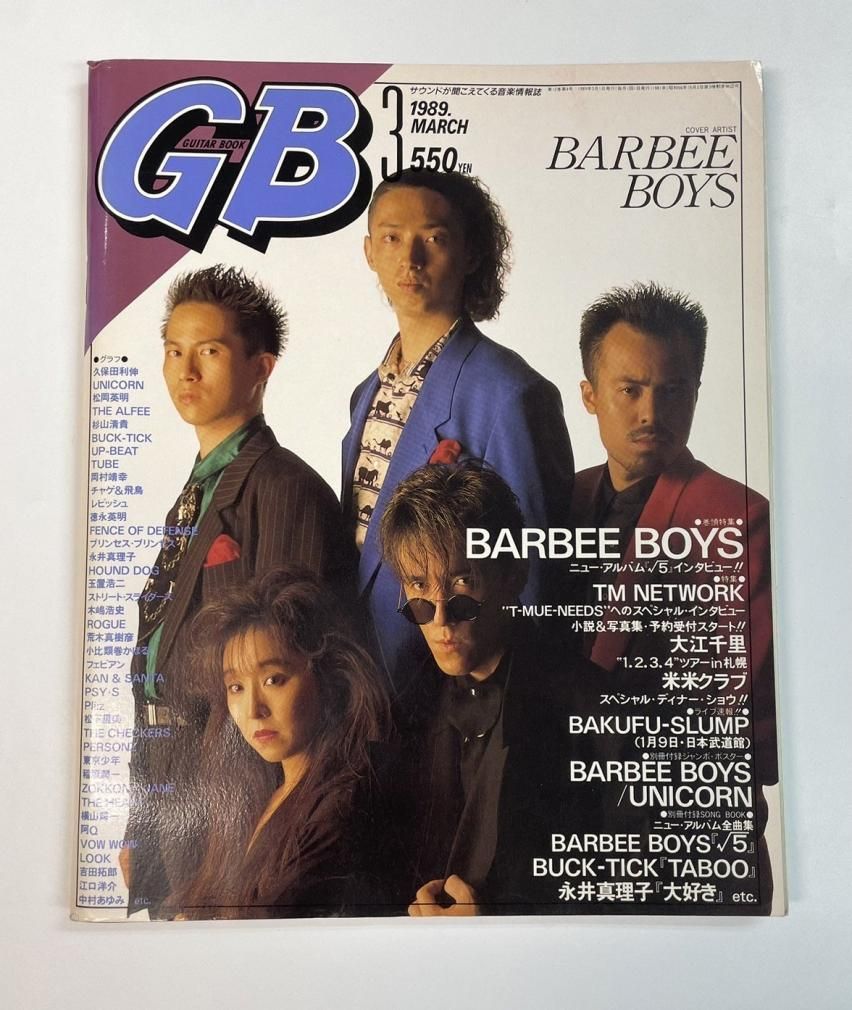 GB
GUITAR BOOK
3
1989.
MARCH
550YEN
サウンドが聞こえてくる音楽情報誌
COVER ARTIST
BARBEE
BOYS
●グラフ●
久保田利伸
UNICORN
松岡英明
THE ALFEE
杉山清貴
BUCK-TICK
UP-BEAT
TUBE
岡村靖幸
チャゲ&飛鳥
レピッシュ
徳永英明
FENCE OF DEFENSE
プリンセス・プリンセス
永井真理子
HOUND DOG
玉置浩二
ストリート・スライダーズ
木嶋浩史
ROGUE
荒木真樹彦
小比類巻かほる
フェビアン
KAN & SANTA
PSY・S
THE CHECKERS
東京少年
阿Q
VOW WOW
LOOK
吉田拓郎
江口洋介
中村あゆみ etc.
●巻頭特集●
BARBEE BOYS
ニュー・アルバム『√5』インタビュー!!
●特集●
TM NETWORK
"T-MUE-NEEDS"へのスペシャル・インタビュー
小説&写真集・予約受付スタート!!
大江千里
"1.2.3.4"ツアーin札幌
米米クラブ
スペシャル・ディナー・ショウ!!
●ライブ速報!!●
BAKUFU-SLUMP
(1月9日・日本武道館)
●別冊付録ジャンボ・ポスター●
BARBEE BOYS
/UNICORN
●別冊付録SONG BOOK●
ニュー・アルバム全曲集
BARBEE BOYS『√5』
BUCK-TICK『TABOO』
永井真理子『大好き』etc.